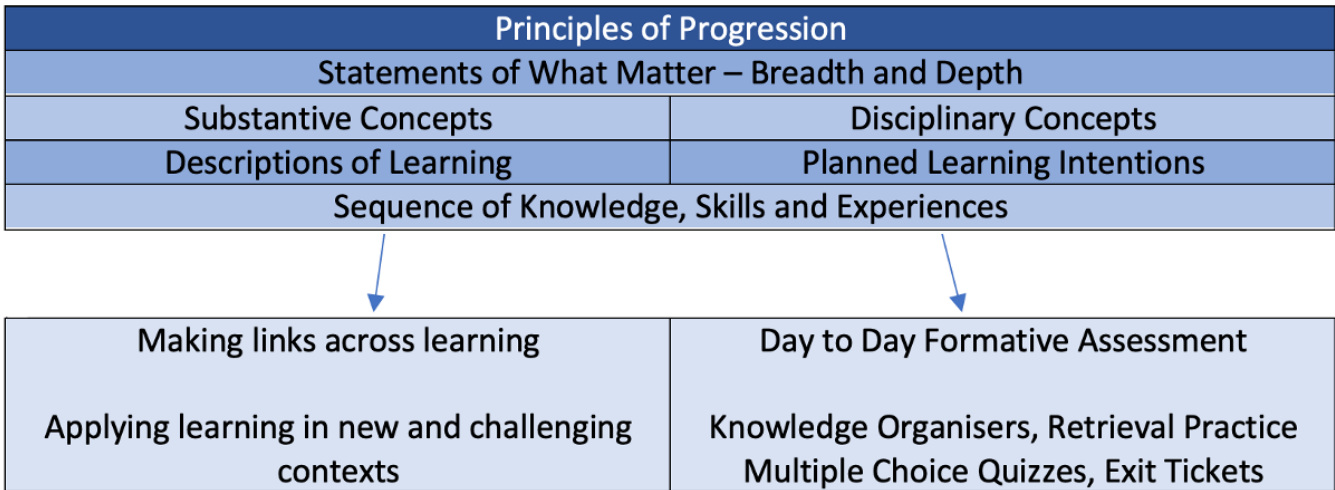 Principles of Progression
Statements of What Matter – Breadth and Depth
Substantive Concepts
Disciplinary Concepts
Descriptions of Learning
Planned Learning Intentions
Sequence of Knowledge, Skills and Experiences
Making links across learning
Applying learning in new and challenging
contexts
Day to Day Formative Assessment
Knowledge Organisers, Retrieval Practice
Multiple Choice Quizzes, Exit Tickets